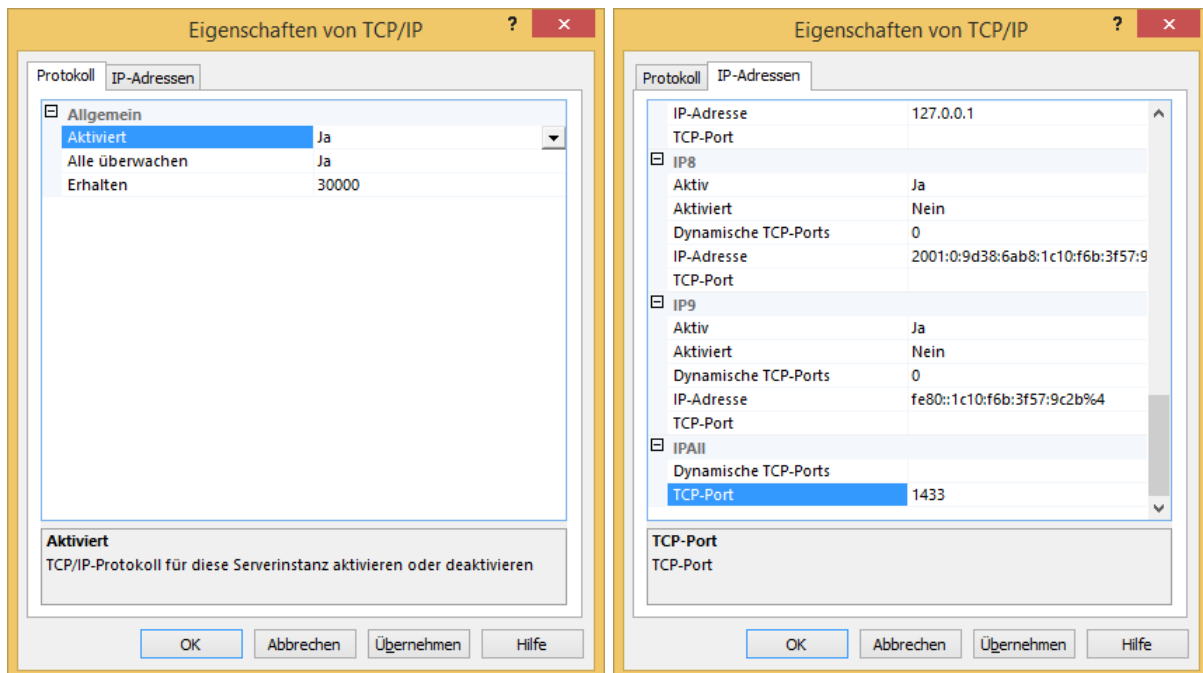 Eigenschaften von TCP/IP
Protokoll IP-Adressen
Allgemein
Aktiviert Ja
Alle überwachen Ja
Erhalten 30000
Aktiviert
TCP/IP-Protokoll für diese Serverinstanz aktivieren oder deaktivieren
OK Abbrechen Übernehmen Hilfe
Eigenschaften von TCP/IP
Protokoll IP-Adressen
IP-Adresse 127.0.0.1
TCP-Port
IP8
Aktiv Ja
Aktiviert Nein
Dynamische TCP-Ports 0
IP-Adresse 2001:0:9d38:6ab8:1c10:f6b:3f57:9
TCP-Port
IP9
Aktiv Ja
Aktiviert Nein
Dynamische TCP-Ports 0
IP-Adresse fe80::1c10:f6b:3f57:9c2b%4
TCP-Port
IPAll
Dynamische TCP-Ports
TCP-Port 1433
TCP-Port
TCP-Port
OK Abbrechen Übernehmen Hilfe